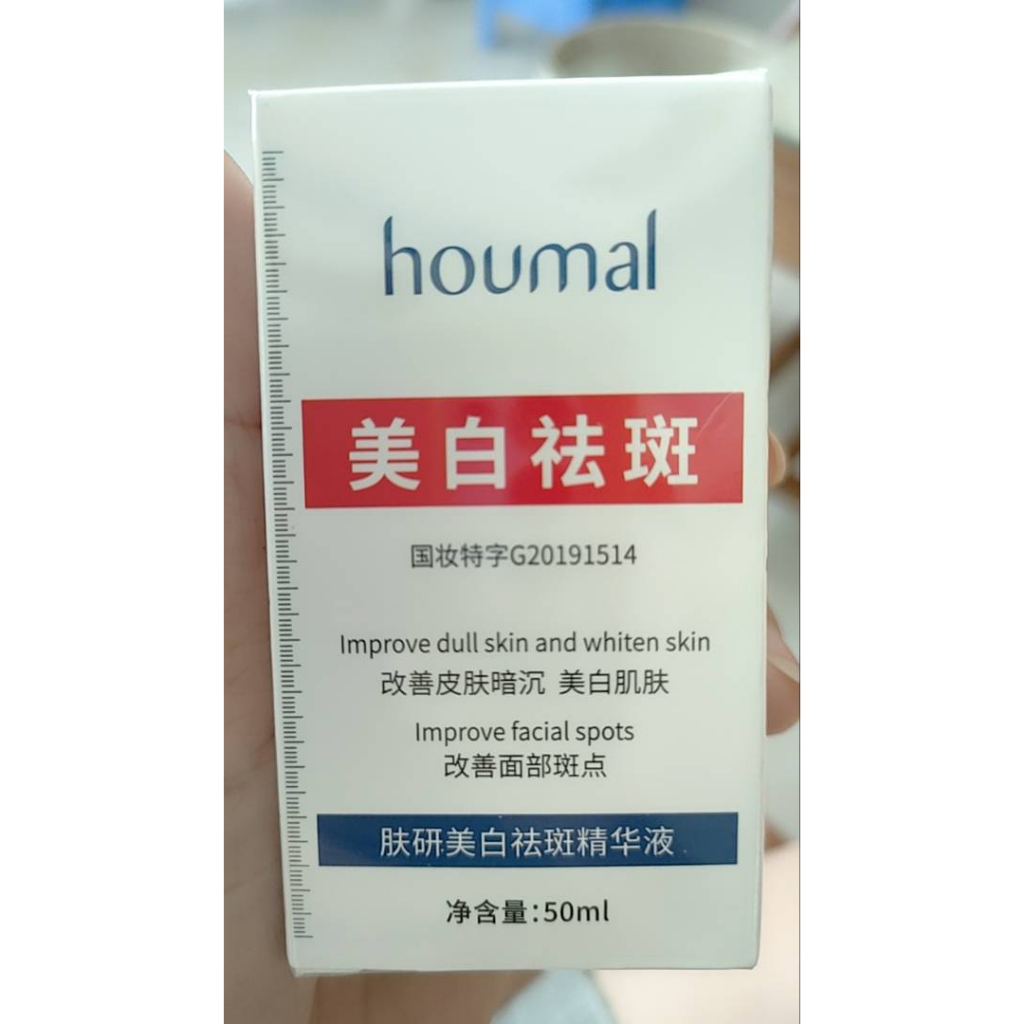 houmal
美白祛斑
国妆特字G20191514
Improve dull skin and whiten skin
改善皮肤暗沉 美白肌肤
Improve facial spots
改善面部斑点
肤研美白祛斑精华液
净含量:50ml